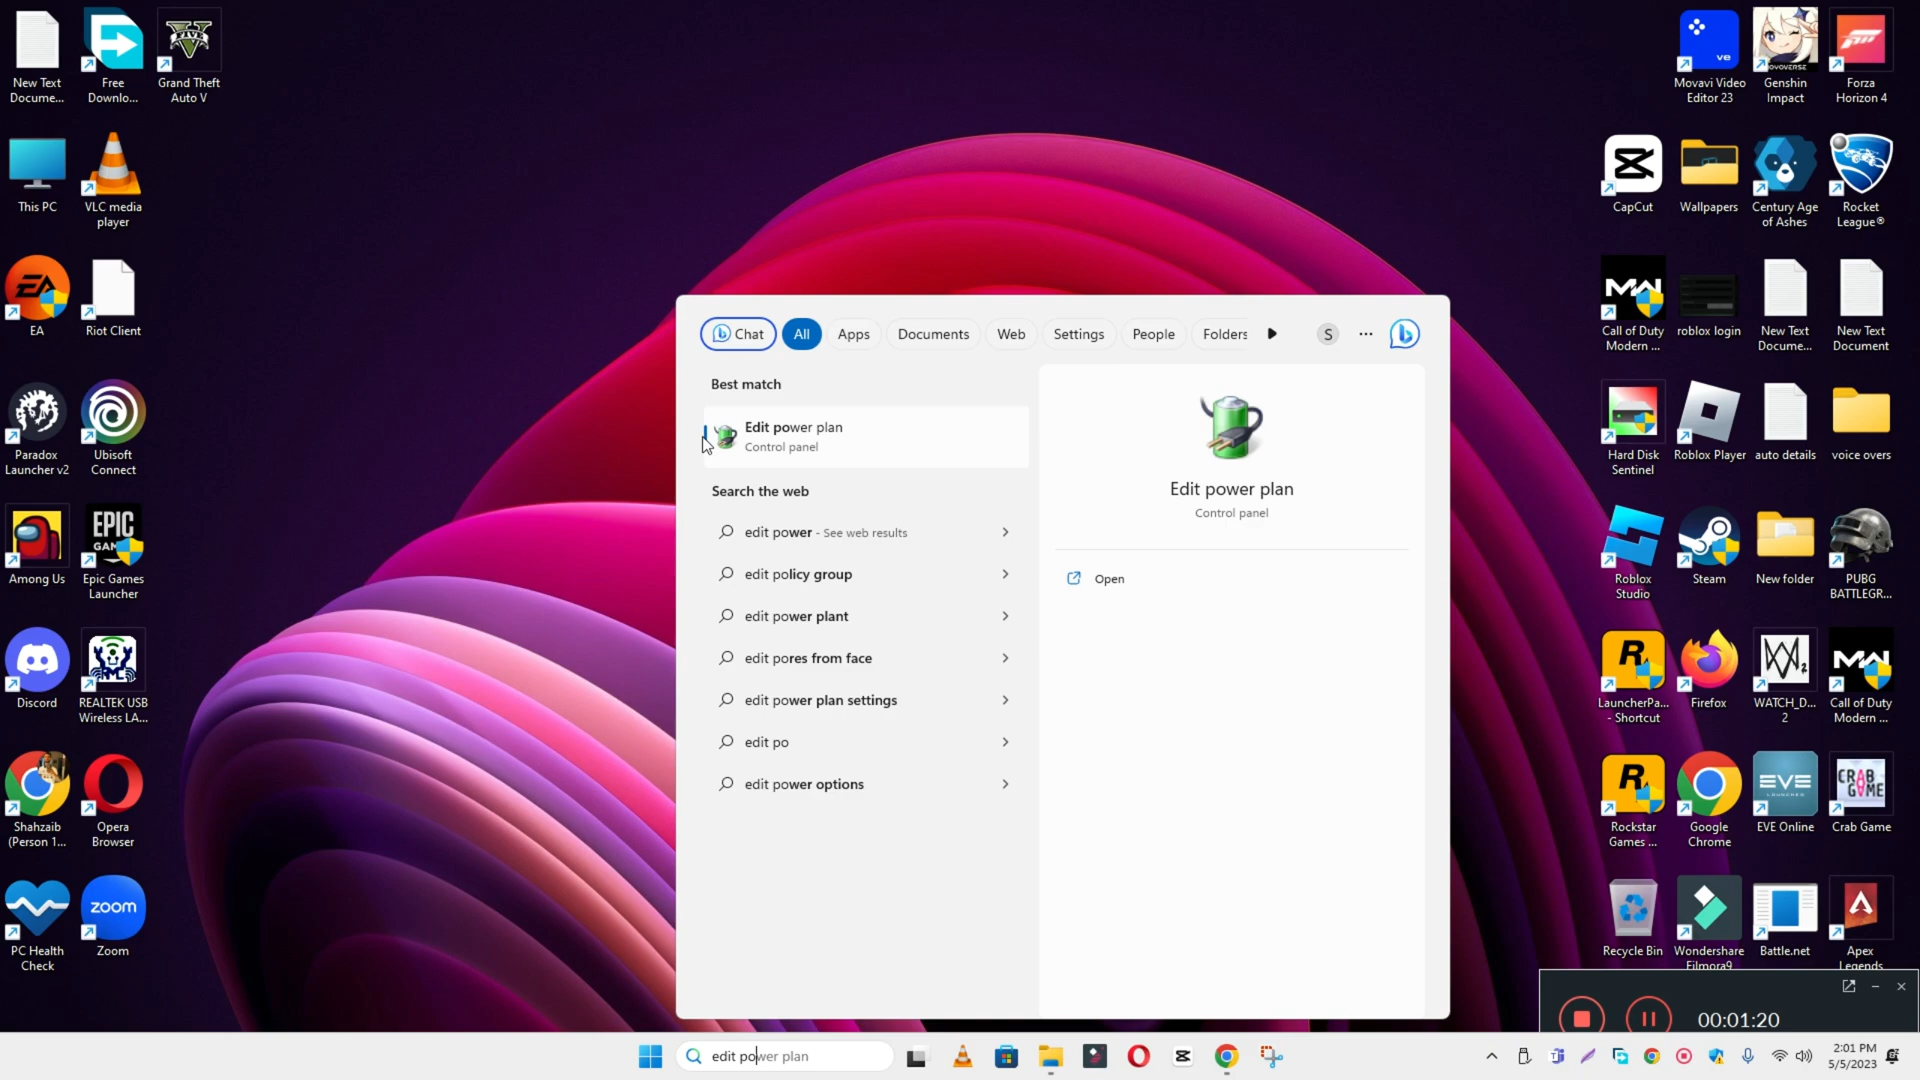 New Text
Docume...
Free
Downlo...
Grand Theft
Auto V
This PC
VLC media
player
EA
Riot Client
Paradox
Launcher v2
Ubisoft
Connect
Among Us
EPIC
Epic Games
Launcher
Discord
REALTEK USB
Wireless LA...
Shahzaib
(Person 1...
Opera
Browser
PC Health
Check
zoom
Zoom
ve
Movavi Video
Editor 23
Genshin
Impact
Forza
Horizon 4
CapCut
Wallpapers
Century Age
of Ashes
Rocket
League®
Call of Duty
Modern ...
roblox login
New Text
Docume...
New Text
Document
Hard Disk
Sentinel
Roblox Player
auto details
voice overs
Roblox
Studio
Steam
New folder
PUBG
BATTLEGR...
LauncherPa...
- Shortcut
Firefox
WATCH_D...
2
Call of Duty
Modern ...
Rockstar
Games ...
Google
Chrome
EVE
EVE Online
CRAB
GAME
Crab Game
Recycle Bin
Wondershare
Filmora9
Battle.net
Apex
Legends
Chat
All
Apps
Documents
Web
Settings
People
Folders
S
Best match
Edit power plan
Control panel
Search the web
edit power - See web results
edit policy group
edit power plant
edit pores from face
edit power plan settings
edit po
edit power options
Edit power plan
Control panel
Open
00:01:20
edit power plan
2:01 PM
5/5/2023